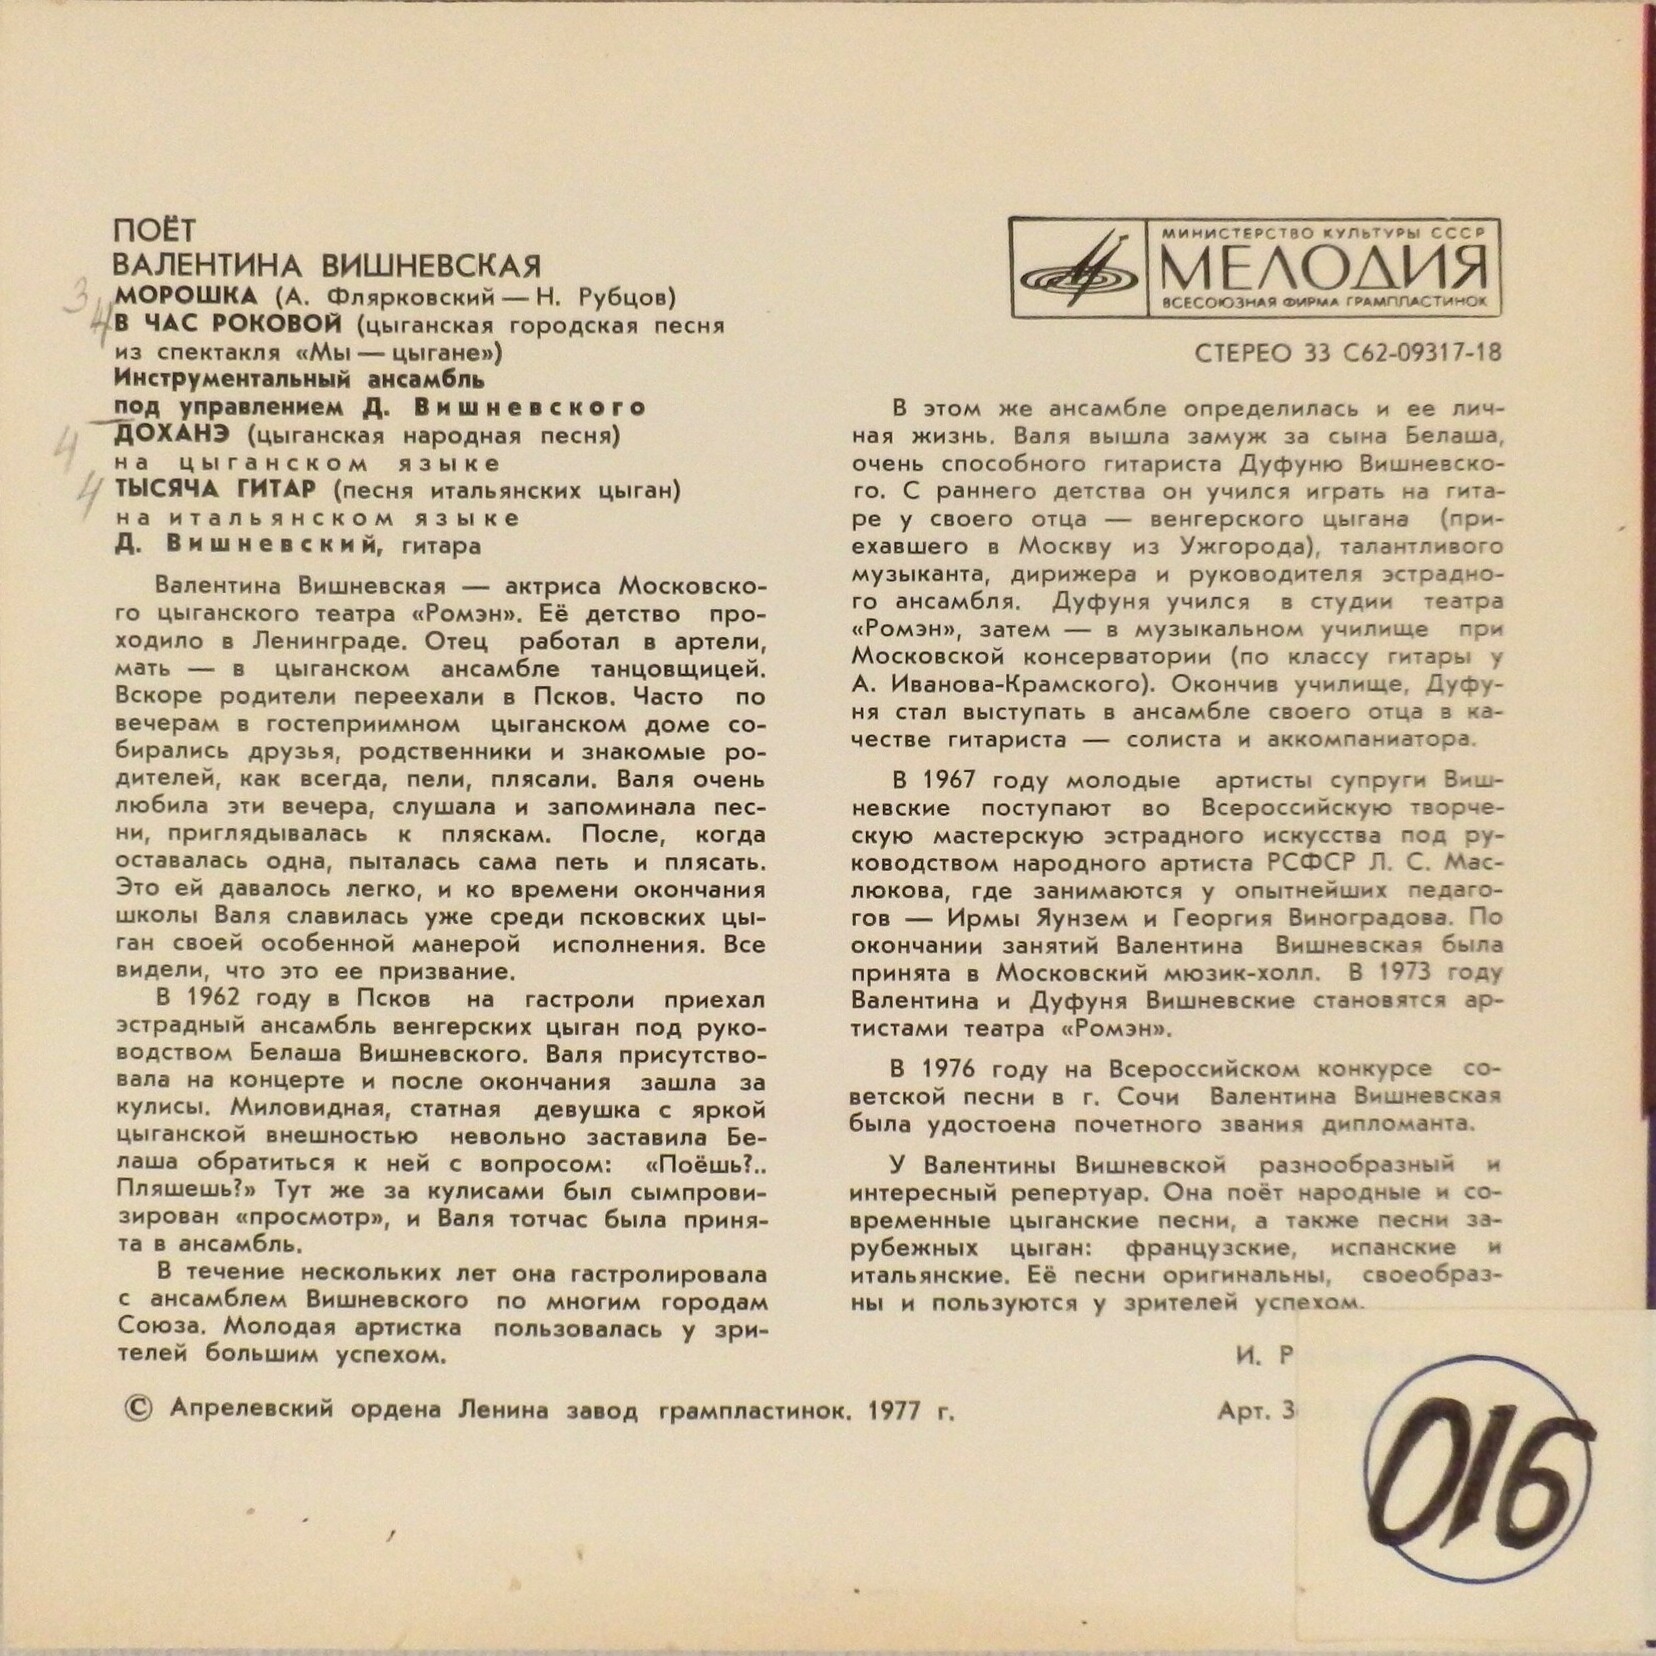 ПОЁТ
ВАЛЕНТИНА ВИШНЕВСКАЯ
3 МОРОШКА (А. Флярковский — Н. Рубцов)
4 В ЧАС РОКОВОЙ (цыганская городская песня
из спектакля «Мы — цыгане»)
Инструментальный ансамбль
под управлением Д. Вишневского
4 ДОХАНЭ (цыганская народная песня)
на цыганском языке
4 ТЫСЯЧА ГИТАР (песня итальянских цыган)
на итальянском языке
Д. Вишневский, гитара
Валентина Вишневская — актриса Московско-
го цыганского театра «Ромэн». Её детство про-
ходило в Ленинграде. Отец работал в артели,
мать — в цыганском ансамбле танцовщицей.
Вскоре родители переехали в Псков. Часто по
вечерам в гостеприимном цыганском доме со-
бирались друзья, родственники и знакомые ро-
дителей, как всегда, пели, плясали. Валя очень
любила эти вечера, слушала и запоминала пес-
ни, приглядывалась к пляскам. После, когда
оставалась одна, пыталась сама петь и плясать.
Это ей давалось легко, и ко времени окончания
школы Валя славилась уже среди псковских цы-
ган своей особенной манерой исполнения. Все
видели, что это ее призвание.
В 1962 году в Псков на гастроли приехал
эстрадный ансамбль венгерских цыган под руко-
водством Белаша Вишневского. Валя присутство-
вала на концерте и после окончания зашла за
кулисы. Миловидная, статная девушка с яркой
цыганской внешностью невольно заставила Бе-
лаша обратиться к ней с вопросом: «Поёшь?..
Пляшешь?» Тут же за кулисами был сымпрови-
зирован «просмотр», и Валя тотчас была приня-
та в ансамбль.
В течение нескольких лет она гастролировала
с ансамблем Вишневского по многим городам
Союза. Молодая артистка пользовалась у зри-
телей большим успехом.
© Апрелевский ордена Ленина завод грампластинок. 1977 г.
МИНИСТЕРСТВО КУЛЬТУРЫ СССР
МЕЛОДИЯ
ВСЕСОЮЗНАЯ ФИРМА ГРАМПЛАСТИНОК
СТЕРЕО 33 С62-09317-18
В этом же ансамбле определилась и ее лич-
ная жизнь. Валя вышла замуж за сына Белаша,
очень способного гитариста Дуфуню Вишневско-
го. С раннего детства он учился играть на гита-
ре у своего отца — венгерского цыгана (при-
ехавшего в Москву из Ужгорода), талантливого
музыканта, дирижера и руководителя эстрадно-
го ансамбля. Дуфуня учился в студии театра
«Ромэн», затем — в музыкальном училище при
Московской консерватории (по классу гитары у
А. Иванова-Крамского). Окончив училище, Дуфу-
ня стал выступать в ансамбле своего отца в ка-
честве гитариста — солиста и аккомпаниатора.
В 1967 году молодые артисты супруги Виш-
невские поступают во Всероссийскую творче-
скую мастерскую эстрадного искусства под ру-
ководством народного артиста РСФСР Л. С. Мас-
люкова, где занимаются у опытнейших педаго-
гов — Ирмы Яунзем и Георгия Виноградова. По
окончании занятий Валентина Вишневская была
принята в Московский мюзик-холл. В 1973 году
Валентина и Дуфуня Вишневские становятся ар-
тистами театра «Ромэн».
В 1976 году на Всероссийском конкурсе со-
ветской песни в г. Сочи Валентина Вишневская
была удостоена почетного звания дипломанта.
У Валентины Вишневской разнообразный и
интересный репертуар. Она поёт народные и со-
временные цыганские песни, а также песни за-
рубежных цыган: французские, испанские и
итальянские. Её песни оригинальны, своеобраз-
ны и пользуются у зрителей успехом.
И. Р
Арт. 3
016